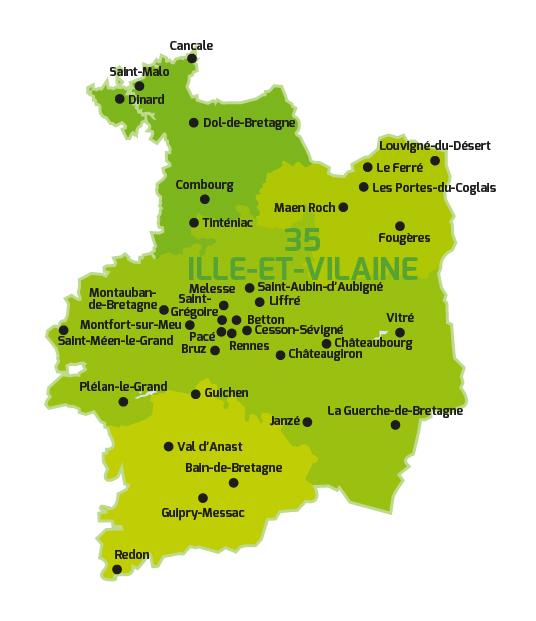 Cancale
Saint-Malo
Dinard
Dol-de-Bretagne
Louvigné-du-Désert
Le Ferré
Combourg
Les Portes-du-Coglais
Maen Roch
Tinténiac
Fougères
35
ILLE-ET-VILAINE
Melesse
Saint-Aubin-d'Aubigné
Montauban-
de-Bretagne
Saint-
Grégoire
Liffré
Betton
Vitré
Montfort-sur-Meu
Cesson-Sévigné
Saint-Méen-le-Grand
Pacé
Rennes
Châteaubourg
Bruz
Châteaugiron
Plélan-le-Grand
Guichen
La Guerche-de-Bretagne
Janzé
Val d'Anast
Bain-de-Bretagne
Guipry-Messac
Redon